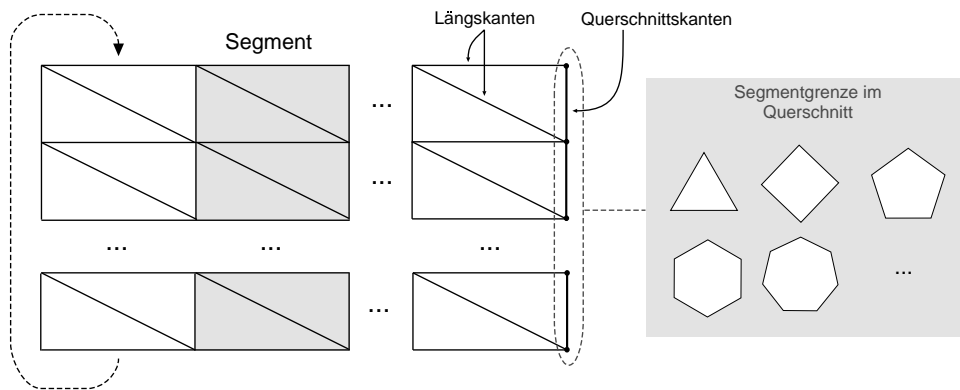 Längskanten
Querschnittskanten
Segment
...
...
... ... ...
...
Segmentgrenze im
Querschnitt
...